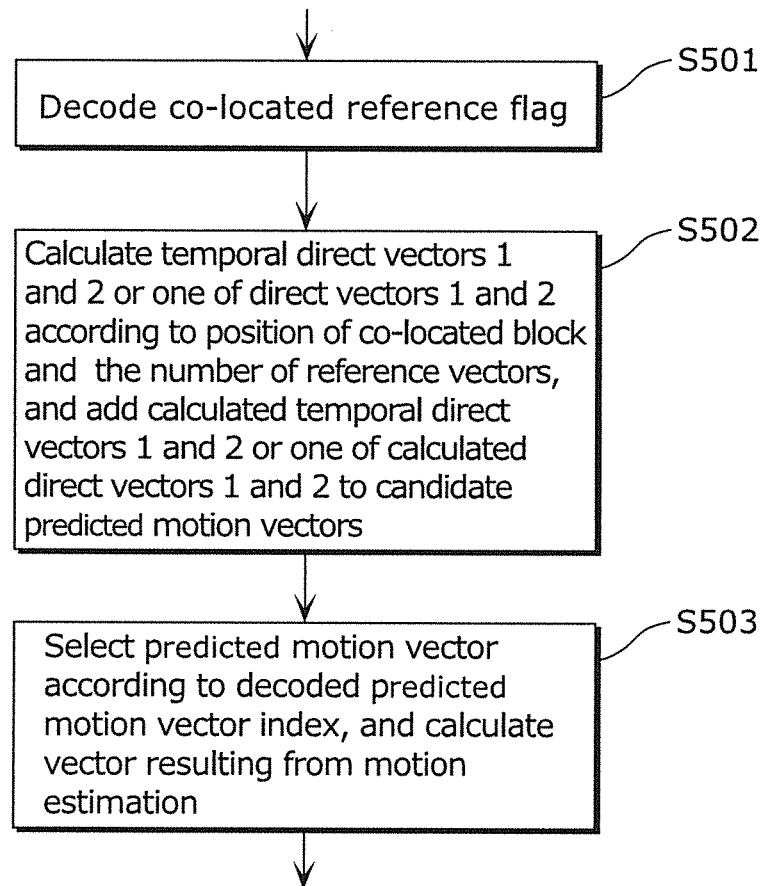 S501
Decode co-located reference flag
S502
Calculate temporal direct vectors 1
and 2 or one of direct vectors 1 and 2
according to position of co-located block
and the number of reference vectors,
and add calculated temporal direct
vectors 1 and 2 or one of calculated
direct vectors 1 and 2 to candidate
predicted motion vectors
S503
Select predicted motion vector
according to decoded predicted
motion vector index, and calculate
vector resulting from motion
estimation